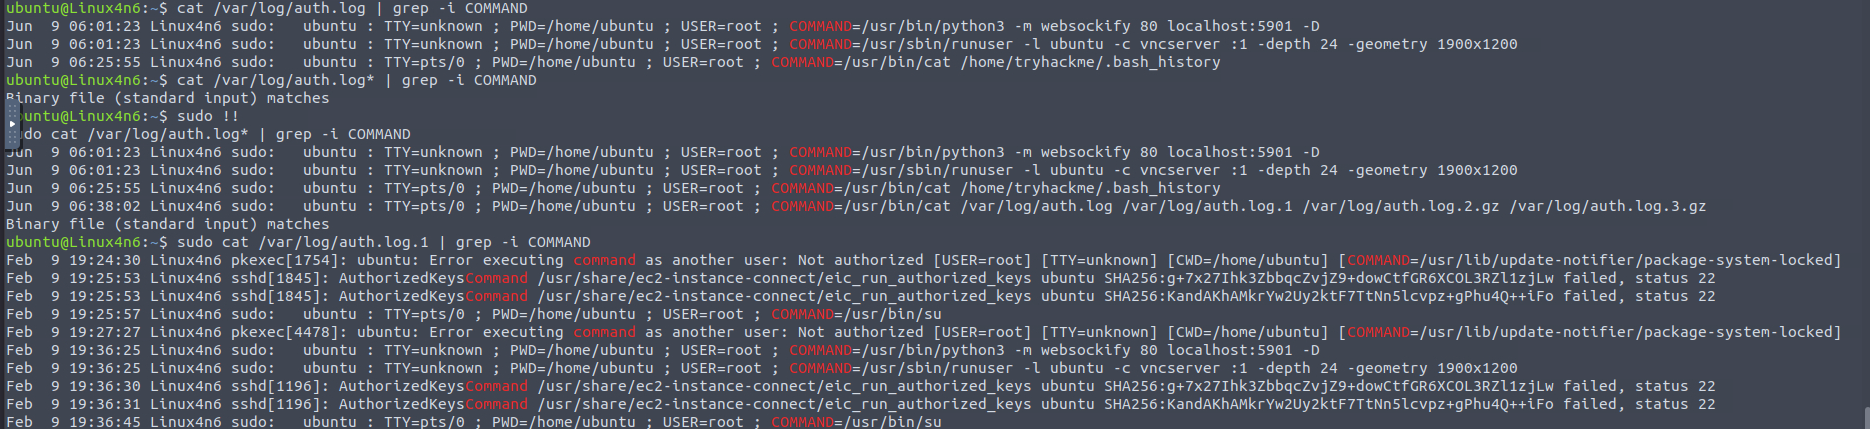 ubuntu@Linux4n6:~$ cat /var/log/auth.log | grep -i COMMAND
Jun  9 06:01:23 Linux4n6 sudo:   ubuntu : TTY=unknown ; PWD=/home/ubuntu ; USER=root ; COMMAND=/usr/bin/python3 -m websockify 80 localhost:5901 -D
Jun  9 06:01:23 Linux4n6 sudo:   ubuntu : TTY=unknown ; PWD=/home/ubuntu ; USER=root ; COMMAND=/usr/sbin/runuser -l ubuntu -c vncserver :1 -depth 24 -geometry 1900x1200
Jun  9 06:25:55 Linux4n6 sudo:   ubuntu : TTY=pts/0 ; PWD=/home/ubuntu ; USER=root ; COMMAND=/usr/bin/cat /home/tryhackme/.bash_history
ubuntu@Linux4n6:~$ cat /var/log/auth.log* | grep -i COMMAND
Binary file (standard input) matches
ubuntu@Linux4n6:~$ sudo !!
sudo cat /var/log/auth.log* | grep -i COMMAND
Jun  9 06:01:23 Linux4n6 sudo:   ubuntu : TTY=unknown ; PWD=/home/ubuntu ; USER=root ; COMMAND=/usr/bin/python3 -m websockify 80 localhost:5901 -D
Jun  9 06:01:23 Linux4n6 sudo:   ubuntu : TTY=unknown ; PWD=/home/ubuntu ; USER=root ; COMMAND=/usr/sbin/runuser -l ubuntu -c vncserver :1 -depth 24 -geometry 1900x1200
Jun  9 06:25:55 Linux4n6 sudo:   ubuntu : TTY=pts/0 ; PWD=/home/ubuntu ; USER=root ; COMMAND=/usr/bin/cat /home/tryhackme/.bash_history
Jun  9 06:38:02 Linux4n6 sudo:   ubuntu : TTY=pts/0 ; PWD=/home/ubuntu ; USER=root ; COMMAND=/usr/bin/cat /var/log/auth.log /var/log/auth.log.1 /var/log/auth.log.2.gz /var/log/auth.log.3.gz
Binary file (standard input) matches
ubuntu@Linux4n6:~$ sudo cat /var/log/auth.log.1 | grep -i COMMAND
Feb  9 19:24:30 Linux4n6 pkexec[1754]: ubuntu: Error executing command as another user: Not authorized [USER=root] [TTY=unknown] [CWD=/home/ubuntu] [COMMAND=/usr/lib/update-notifier/package-system-locked]
Feb  9 19:25:53 Linux4n6 sshd[1845]: AuthorizedKeysCommand /usr/share/ec2-instance-connect/eic_run_authorized_keys ubuntu SHA256:g+7x27Ihk3ZbbqcZvjZ9+dowCtfGR6XCOL3RZl1zjLw failed, status 22
Feb  9 19:25:53 Linux4n6 sshd[1845]: AuthorizedKeysCommand /usr/share/ec2-instance-connect/eic_run_authorized_keys ubuntu SHA256:KandAKhAMkrYw2Uy2ktF7TtNn5lcvpz+gPhu4Q++iFo failed, status 22
Feb  9 19:25:57 Linux4n6 sudo:   ubuntu : TTY=pts/0 ; PWD=/home/ubuntu ; USER=root ; COMMAND=/usr/bin/su
Feb  9 19:27:27 Linux4n6 pkexec[4478]: ubuntu: Error executing command as another user: Not authorized [USER=root] [TTY=unknown] [CWD=/home/ubuntu] [COMMAND=/usr/lib/update-notifier/package-system-locked]
Feb  9 19:36:25 Linux4n6 sudo:   ubuntu : TTY=unknown ; PWD=/home/ubuntu ; USER=root ; COMMAND=/usr/bin/python3 -m websockify 80 localhost:5901 -D
Feb  9 19:36:25 Linux4n6 sudo:   ubuntu : TTY=unknown ; PWD=/home/ubuntu ; USER=root ; COMMAND=/usr/sbin/runuser -l ubuntu -c vncserver :1 -depth 24 -geometry 1900x1200
Feb  9 19:36:30 Linux4n6 sshd[1196]: AuthorizedKeysCommand /usr/share/ec2-instance-connect/eic_run_authorized_keys ubuntu SHA256:g+7x27Ihk3ZbbqcZvjZ9+dowCtfGR6XCOL3RZl1zjLw failed, status 22
Feb  9 19:36:31 Linux4n6 sshd[1196]: AuthorizedKeysCommand /usr/share/ec2-instance-connect/eic_run_authorized_keys ubuntu SHA256:KandAKhAMkrYw2Uy2ktF7TtNn5lcvpz+gPhu4Q++iFo failed, status 22
Feb  9 19:36:45 Linux4n6 sudo:   ubuntu : TTY=pts/0 ; PWD=/home/ubuntu ; USER=root ; COMMAND=/usr/bin/su